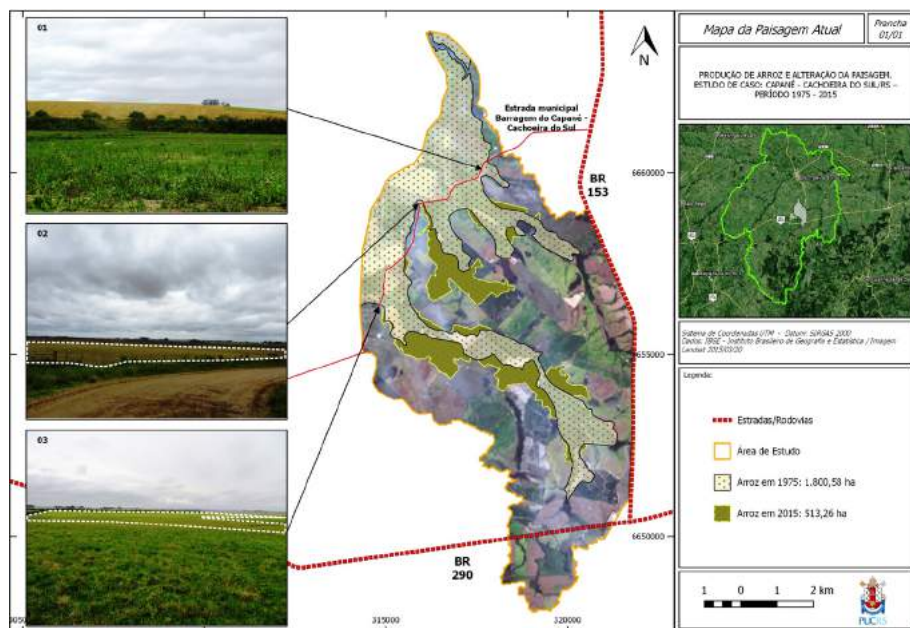 01
02
03
N
Estrada municipal
Barragem do Capané -
Cachoeira do Sul
BR
153
BR
290
6660000
6655000
6650000
315000
320000
Mapa da Paisagem Atual
Prancha
01/01
PRODUÇÃO DE ARROZ E ALTERAÇÃO DA PAISAGEM.
ESTUDO DE CASO: CAPANÉ - CACHOEIRA DO SUL/RS –
PERÍODO 1975 - 2015
Sistema de Coordenadas UTM - Datum: SIRGAS 2000
Dados: IBGE - Instituto Brasileiro de Geografia e Estatística / Imagem
Landsat 2015/03/20
Legenda:
Estradas/Rodovias
Área de Estudo
Arroz em 1975: 1.800,58 ha
Arroz em 2015: 513,26 ha
1 0 1 2 km
PUCRS